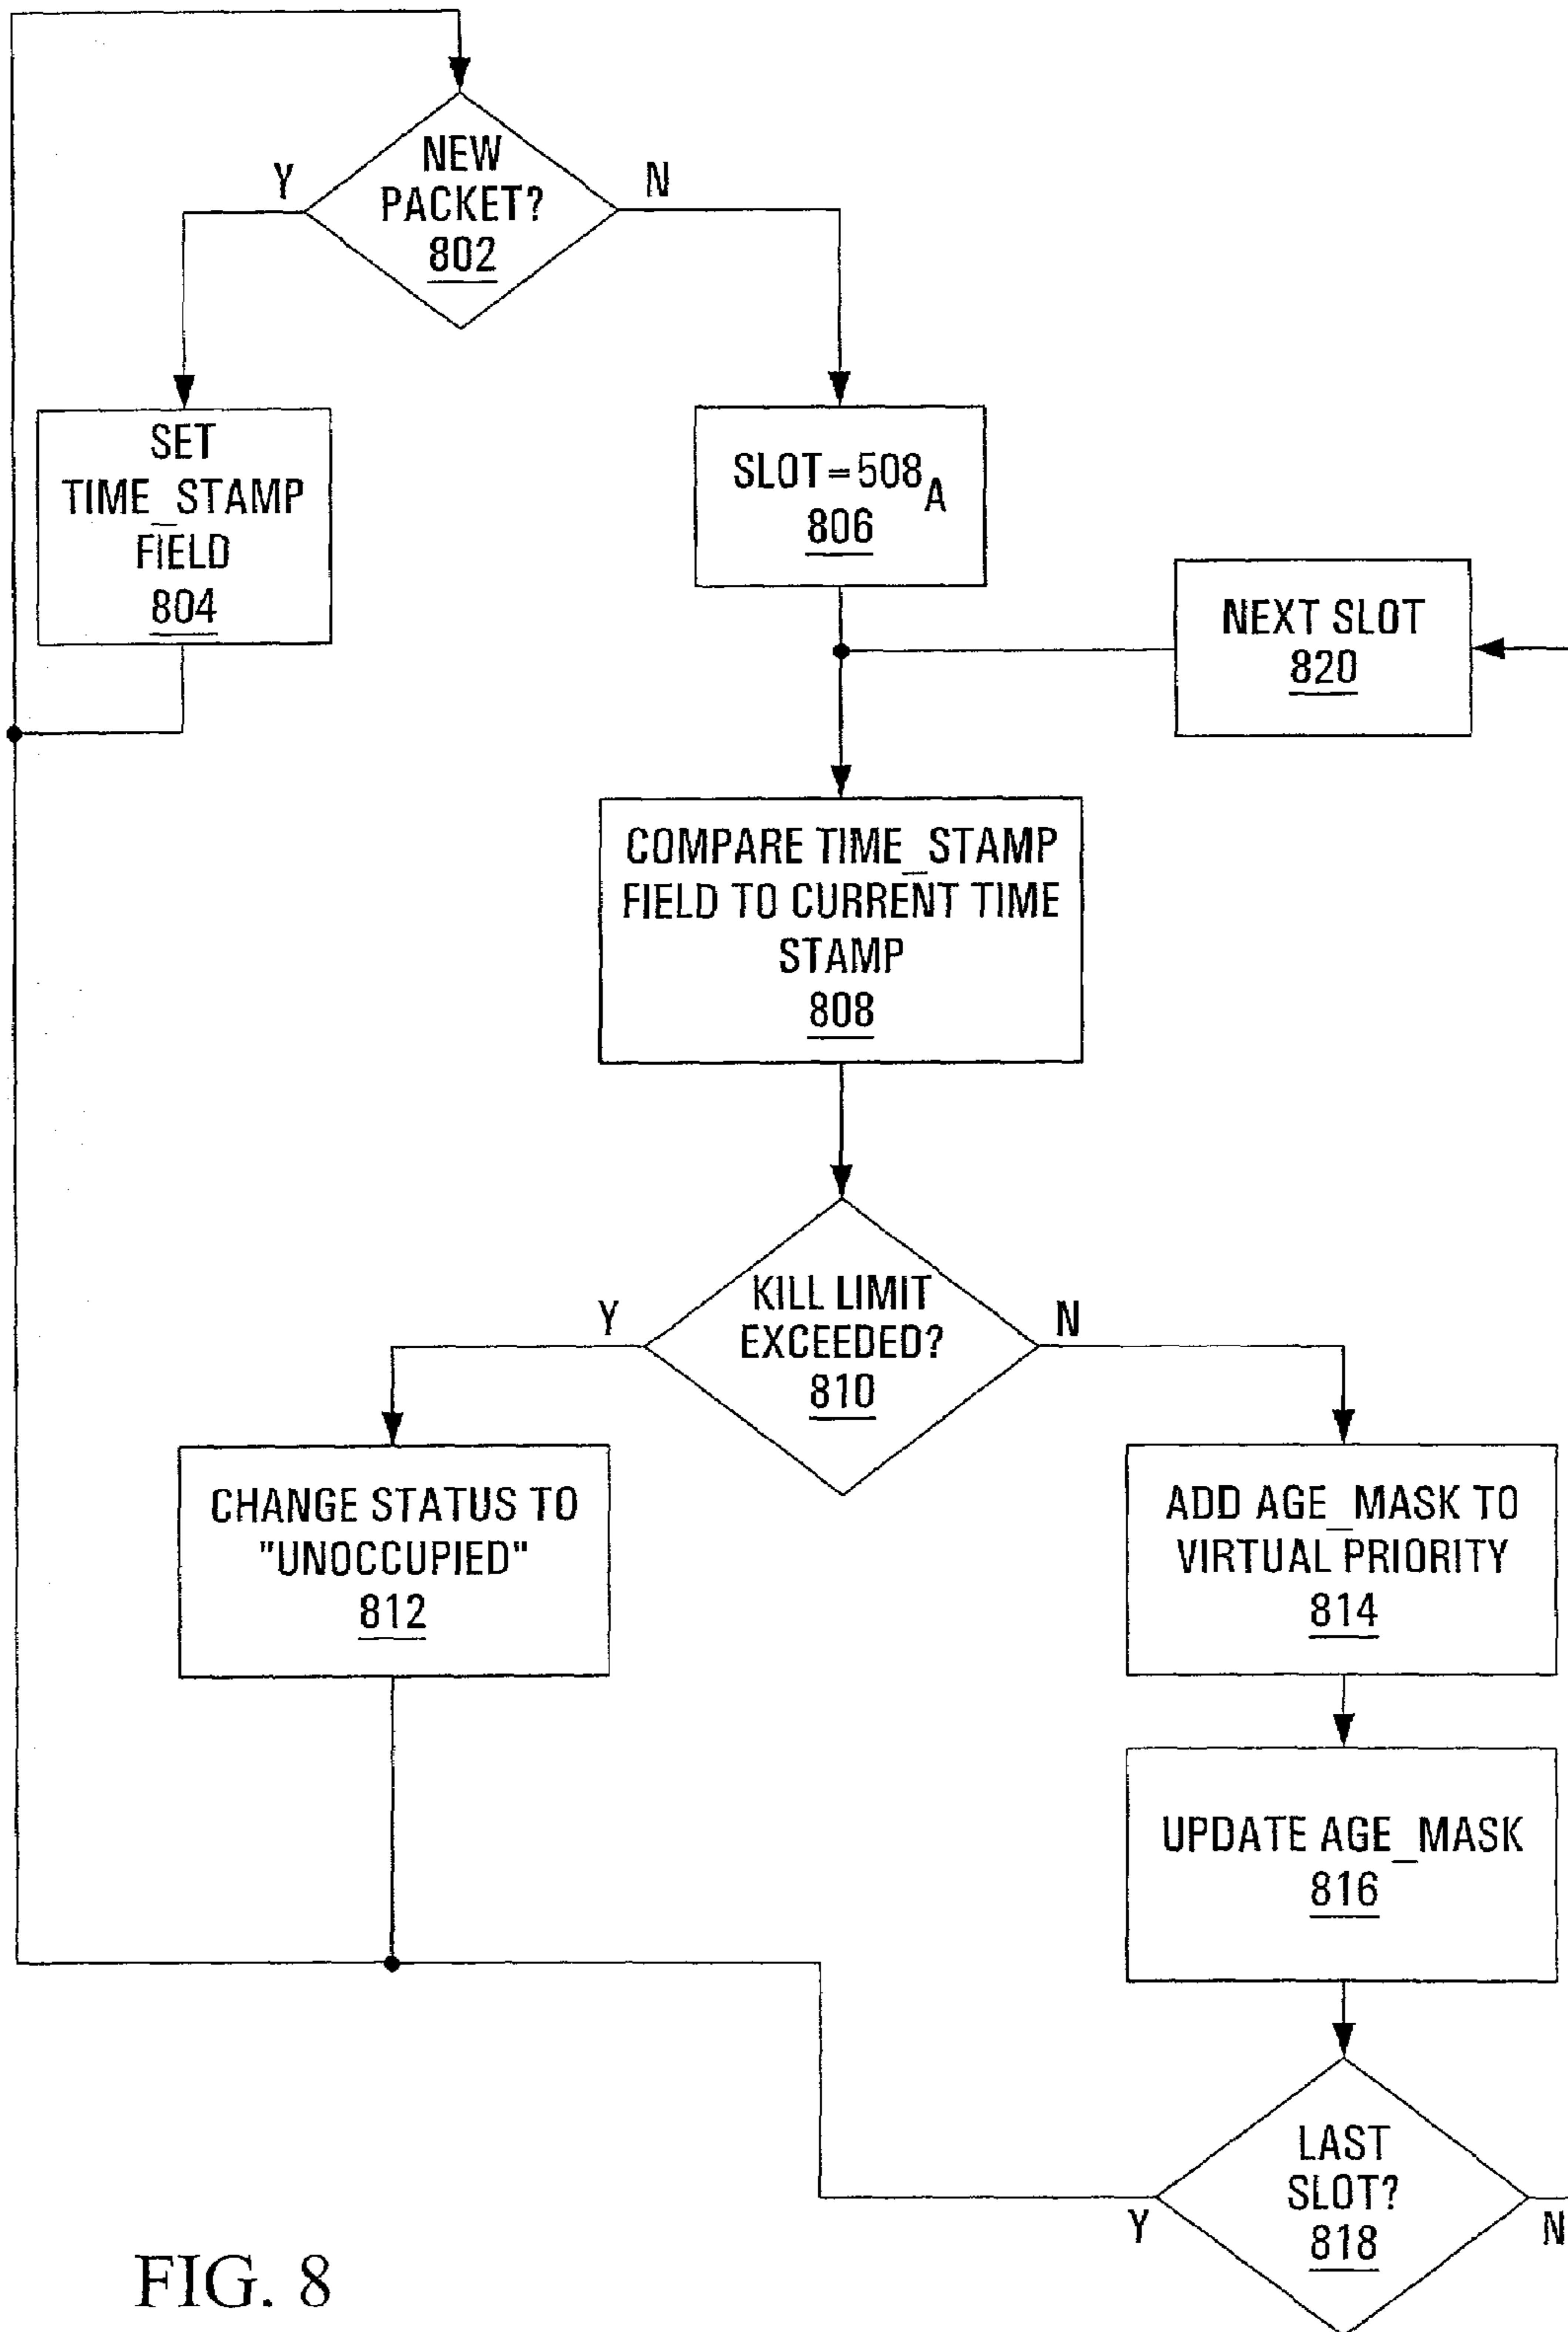 NEW
PACKET?
802
Y
N
SET
TIME_STAMP
FIELD
804
SLOT=508A
806
NEXT SLOT
820
COMPARE TIME_STAMP
FIELD TO CURRENT TIME
STAMP
808
KILL LIMIT
EXCEEDED?
810
Y
N
CHANGE STATUS TO
"UNOCCUPIED"
812
ADD AGE_MASK TO
VIRTUAL PRIORITY
814
UPDATE AGE_MASK
816
LAST
SLOT?
818
Y
N
FIG. 8